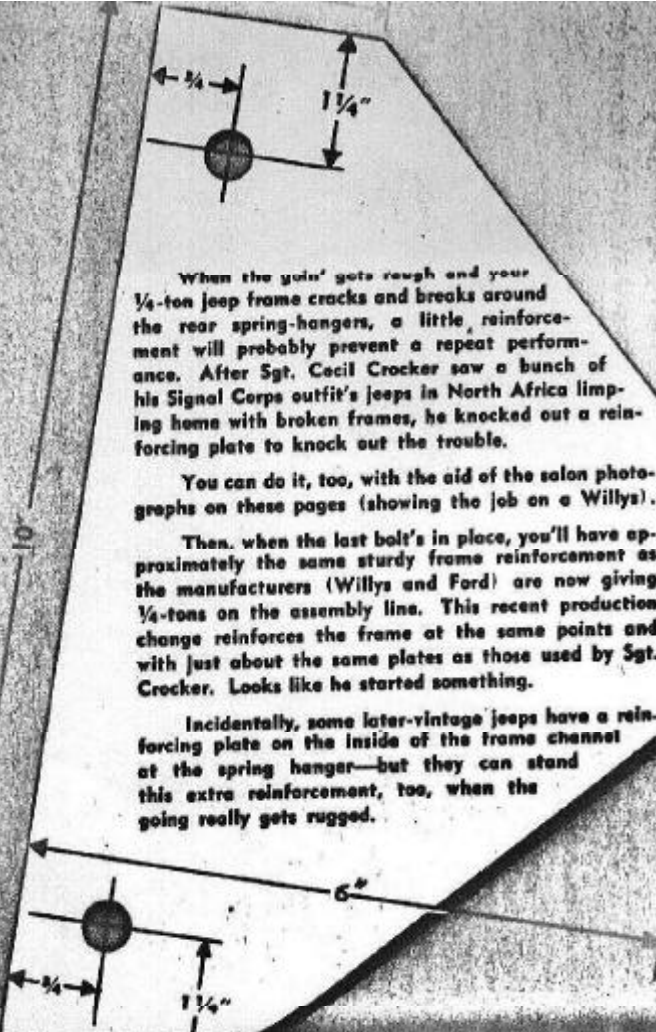 ¾
1¼"
When the goin' gets rough and your
¼-ton jeep frame cracks and breaks around
the rear spring-hangers, a little reinforce-
ment will probably prevent a repeat perform-
ance. After Sgt. Cecil Crocker saw a bunch of
his Signal Corps outfit's jeeps in North Africa limp-
ing home with broken frames, he knocked out a rein-
forcing plate to knock out the trouble.
You can do it, too, with the aid of the salon photo-
graphs on these pages (showing the job on a Willys).
Then, when the last bolt's in place, you'll have ap-
proximately the same sturdy frame reinforcement as
the manufacturers (Willys and Ford) are now giving
¼-tons on the assembly line. This recent production
change reinforces the frame at the same points and
with just about the same plates as those used by Sgt.
Crocker. Looks like he started something.
Incidentally, some later-vintage jeeps have a rein-
forcing plate on the inside of the frame channel
at the spring hanger—but they can stand
this extra reinforcement, too, when the
going really gets rugged.
10"
6"
¾
1¼"